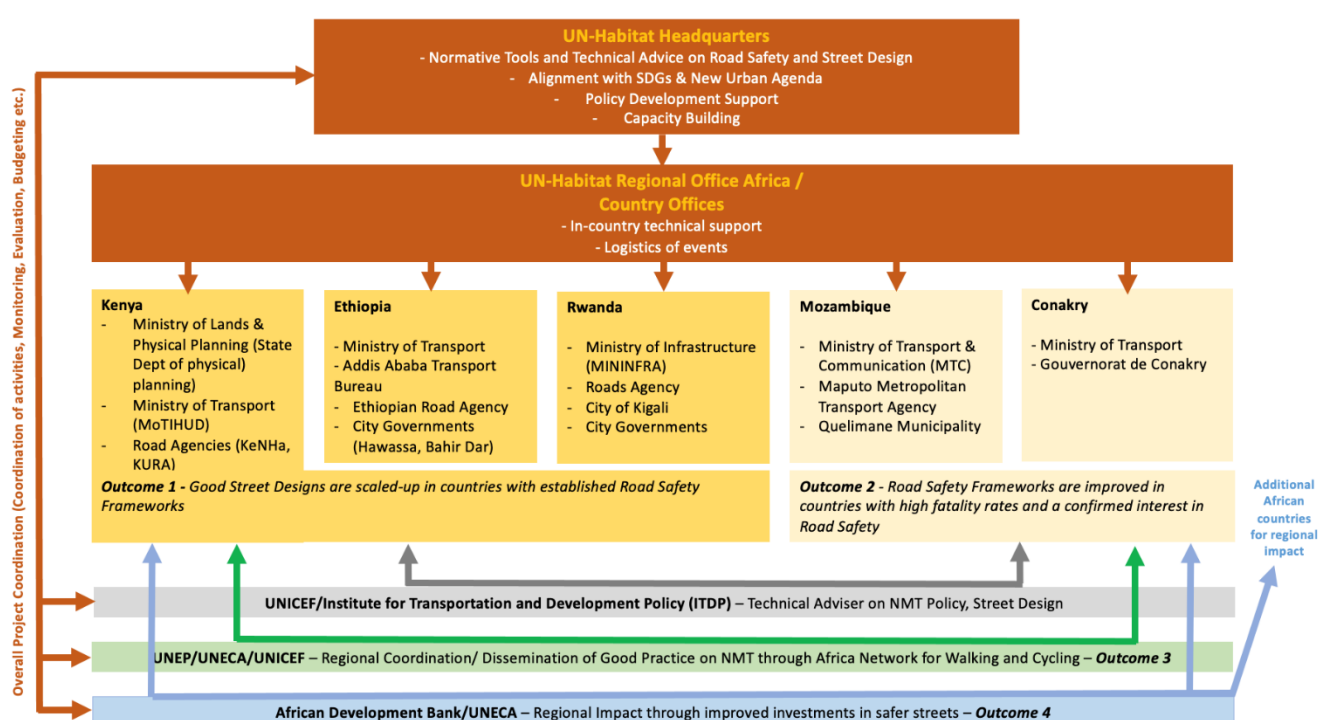 UN-Habitat Headquarters
- Normative Tools and Technical Advice on Road Safety and Street Design
- Alignment with SDGs & New Urban Agenda
- Policy Development Support
- Capacity Building
Overall Project Coordination (Coordination of activities, Monitoring, Evaluation, Budgeting etc.)
UN-Habitat Regional Office Africa /
Country Offices
- In-country technical support
- Logistics of events
Kenya
- Ministry of Lands &
Physical Planning (State
Dept of physical)
planning)
- Ministry of Transport
(MoTIHUD)
- Road Agencies (KeNHa,
KURA)
Ethiopia
- Ministry of Transport
- Addis Ababa Transport
Bureau
- Ethiopian Road Agency
- City Governments
(Hawassa, Bahir Dar)
Rwanda
- Ministry of Infrastructure
(MININFRA)
- Roads Agency
- City of Kigali
- City Governments
Mozambique
- Ministry of Transport &
Communication (MTC)
- Maputo Metropolitan
Transport Agency
- Quelimane Municipality
Conakry
- Ministry of Transport
- Gouvernorat de Conakry
Outcome 1 - Good Street Designs are scaled-up in countries with established Road Safety
Frameworks
Outcome 2 - Road Safety Frameworks are improved in
countries with high fatality rates and a confirmed interest in
Road Safety
Additional
African
countries
for regional
impact
UNICEF/Institute for Transportation and Development Policy (ITDP) – Technical Adviser on NMT Policy, Street Design
UNEP/UNECA/UNICEF – Regional Coordination/ Dissemination of Good Practice on NMT through Africa Network for Walking and Cycling – Outcome 3
African Development Bank/UNECA – Regional Impact through improved investments in safer streets – Outcome 4